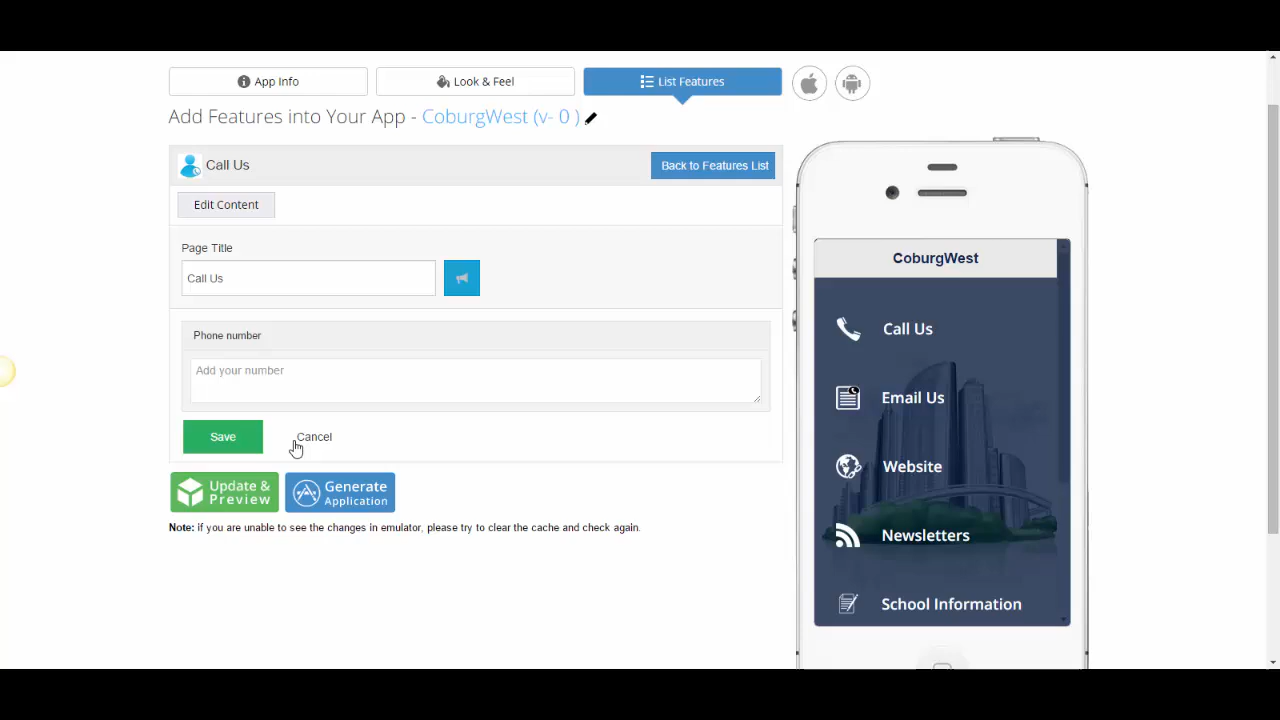 App Info
Look & Feel
List Features
Add Features into Your App - CoburgWest (v- 0 )
Call Us
Back to Features List
Edit Content
Page Title
Call Us
Phone number
Add your number
Save
Cancel
Update &
Preview
Generate
Application
Note: if you are unable to see the changes in emulator, please try to clear the cache and check again.
CoburgWest
Call Us
Email Us
Website
Newsletters
School Information